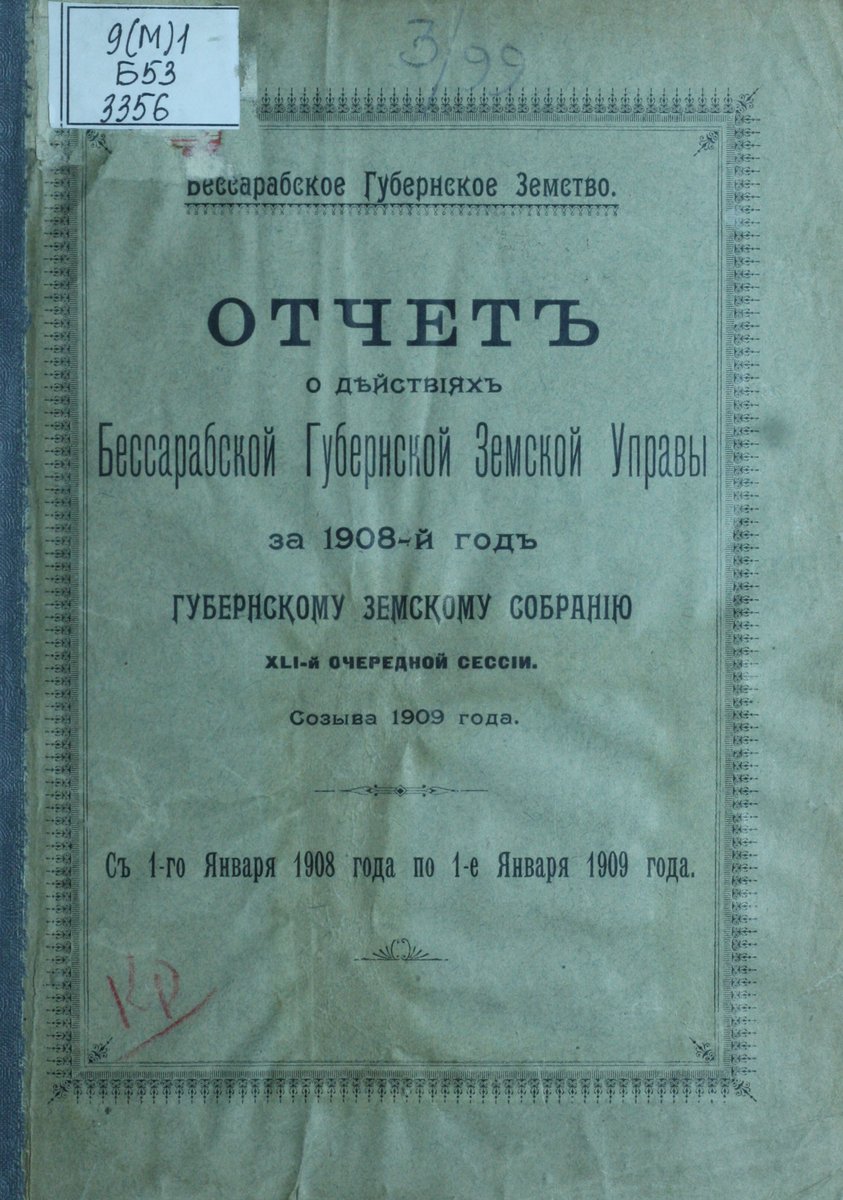 9(М)1
Б53
3356
3/99
Бессарабское Губернское Земство.
ОТЧЕТЪ
О ДѢЙСТВІЯХЪ
Бессарабской Губернской Земской Управы
за 1908-й годъ
ГУБЕРНСКОМУ ЗЕМСКОМУ СОБРАНІЮ
XLI-й ОЧЕРЕДНОЙ СЕССІИ.
Созыва 1909 года.
Съ 1-го Января 1908 года по 1-е Января 1909 года.
КР